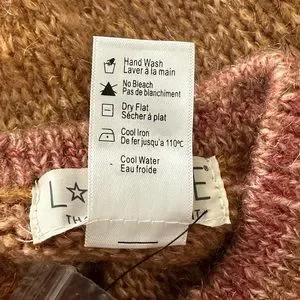 Hand Wash
Laver à la main
No Bleach
Pas de blanchiment
Dry Flat
Sécher à plat
Cool Iron
De fer jusqu'a 110ºC
Cool Water
Eau froide